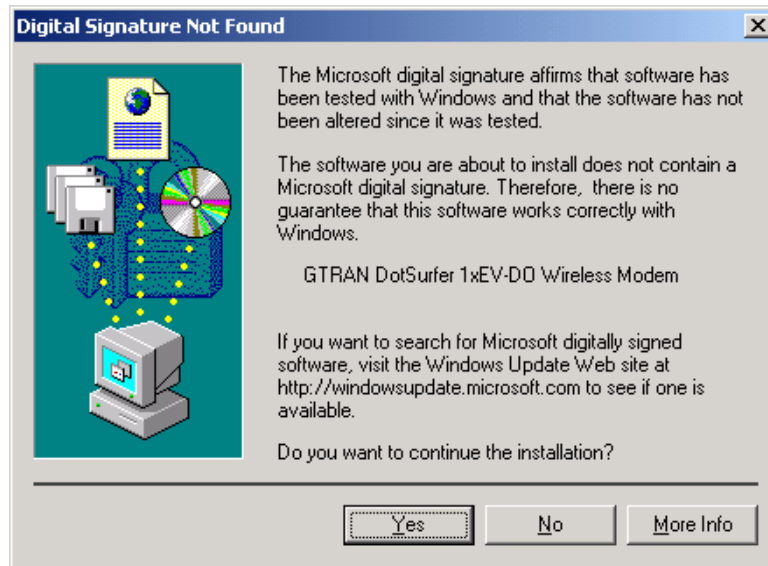 Digital Signature Not Found
The Microsoft digital signature affirms that software has
been tested with Windows and that the software has not
been altered since it was tested.
The software you are about to install does not contain a
Microsoft digital signature. Therefore,  there is no
guarantee that this software works correctly with
Windows.
GTRAN DotSurfer 1xEV-DO Wireless Modem
If you want to search for Microsoft digitally signed
software, visit the Windows Update Web site at
http://windowsupdate.microsoft.com to see if one is
available.
Do you want to continue the installation?
Yes No More Info